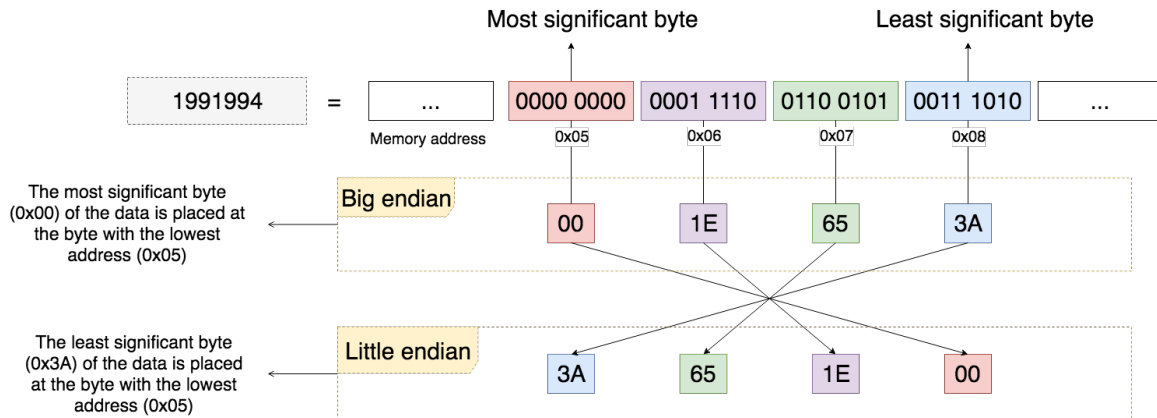 Most significant byte
Least significant byte
1991994
=
...
0000 0000
0001 1110
0110 0101
0011 1010
...
Memory address
0x05
0x06
0x07
0x08
The most significant byte
(0x00) of the data is placed at
the byte with the lowest
address (0x05)
Big endian
00
1E
65
3A
The least significant byte
(0x3A) of the data is placed
at the byte with the lowest
address (0x05)
Little endian
3A
65
1E
00